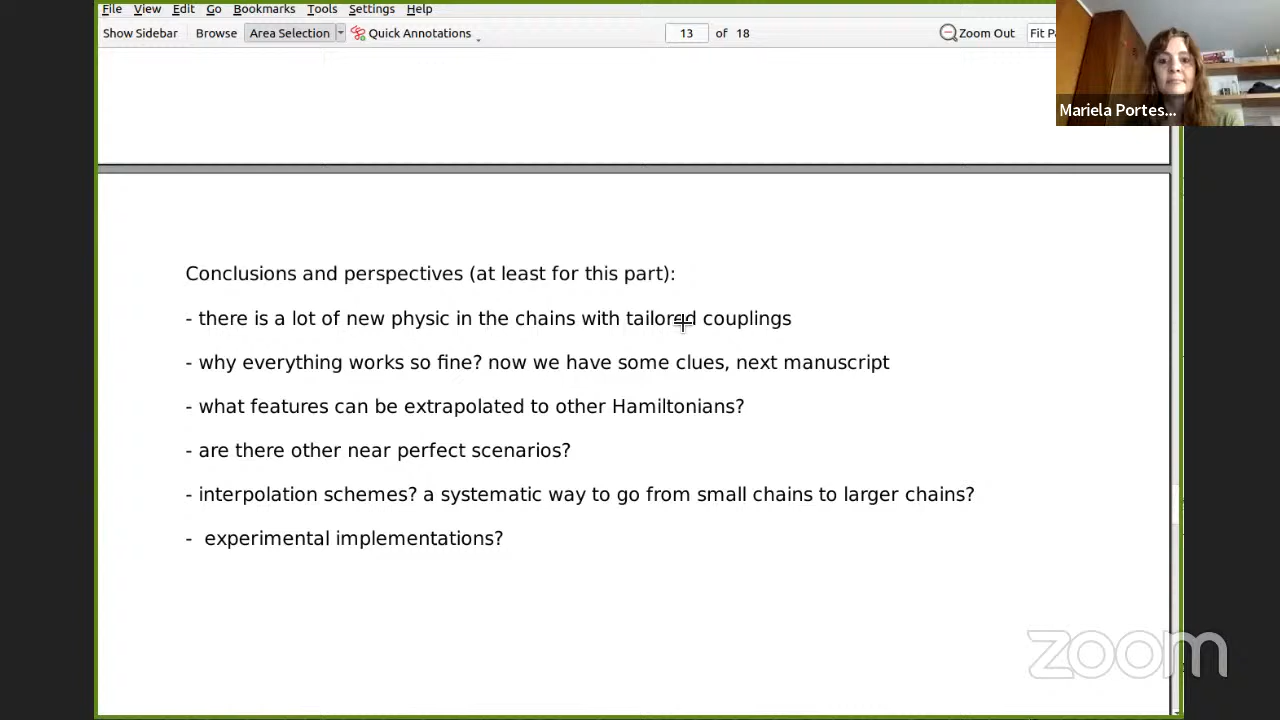 File View Edit Go Bookmarks Tools Settings Help
Show Sidebar Browse Area Selection Quick Annotations 13 of 18 Zoom Out Fit
Mariela Portes...
Conclusions and perspectives (at least for this part):
- there is a lot of new physic in the chains with tailored couplings
- why everything works so fine? now we have some clues, next manuscript
- what features can be extrapolated to other Hamiltonians?
- are there other near perfect scenarios?
- interpolation schemes? a systematic way to go from small chains to larger chains?
- experimental implementations?
zoom